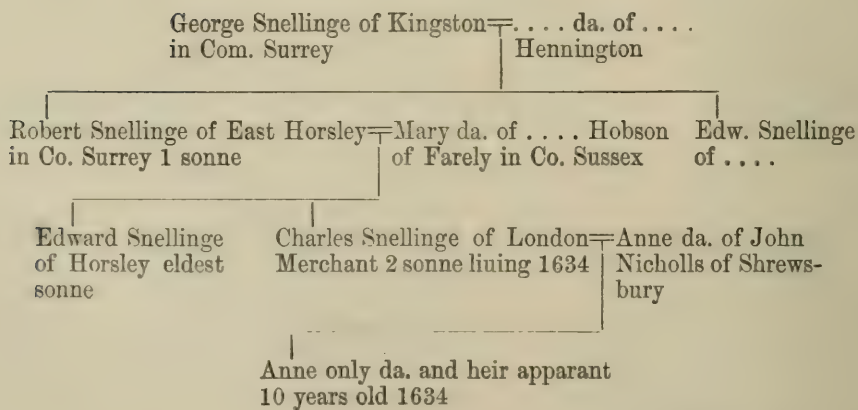 George Snellinge of Kingston=. . . . da. of . . . .
in Com. Surrey
Hennington
Robert Snellinge of East Horsley=Mary da. of . . . . Hobson
in Co. Surrey 1 sonne
of Farely in Co. Sussex
Edw. Snellinge
of . . . .
Edward Snellinge
of Horsley eldest
sonne
Charles Snellinge of London=Anne da. of John
Merchant 2 sonne liuing 1634
Nicholls of Shrews-
bury
Anne only da. and heir apparant
10 years old 1634